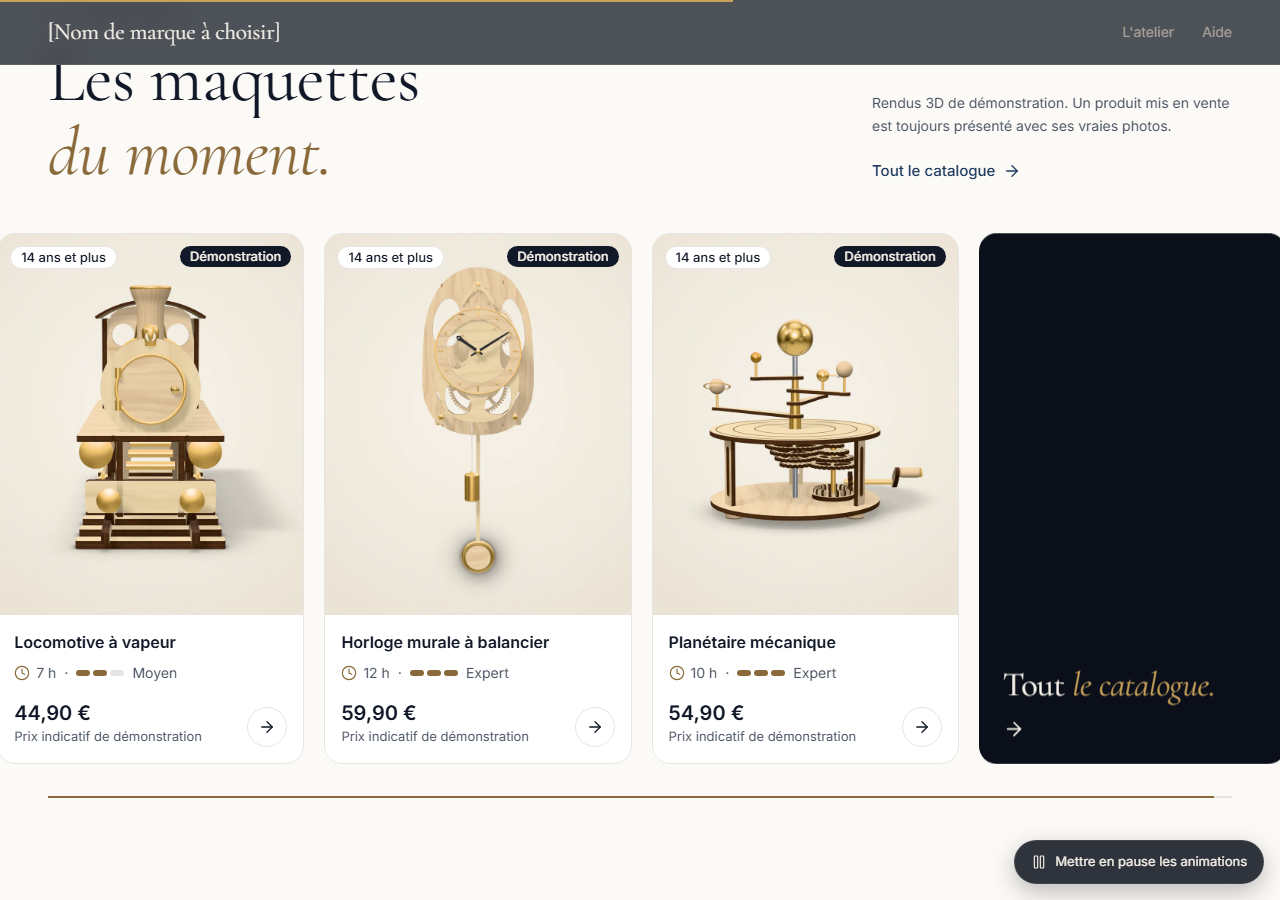 [Nom de marque à choisir]
L'atelier
Aide
Les maquettes
du moment.
Rendus 3D de démonstration. Un produit mis en vente
est toujours présenté avec ses vraies photos.
Tout le catalogue →
14 ans et plus
Démonstration
14 ans et plus
Démonstration
14 ans et plus
Démonstration
Locomotive à vapeur
7 h · Moyen
44,90 €
Prix indicatif de démonstration
Horloge murale à balancier
12 h · Expert
59,90 €
Prix indicatif de démonstration
Planétaire mécanique
10 h · Expert
54,90 €
Prix indicatif de démonstration
Tout le catalogue.
→
Mettre en pause les animations